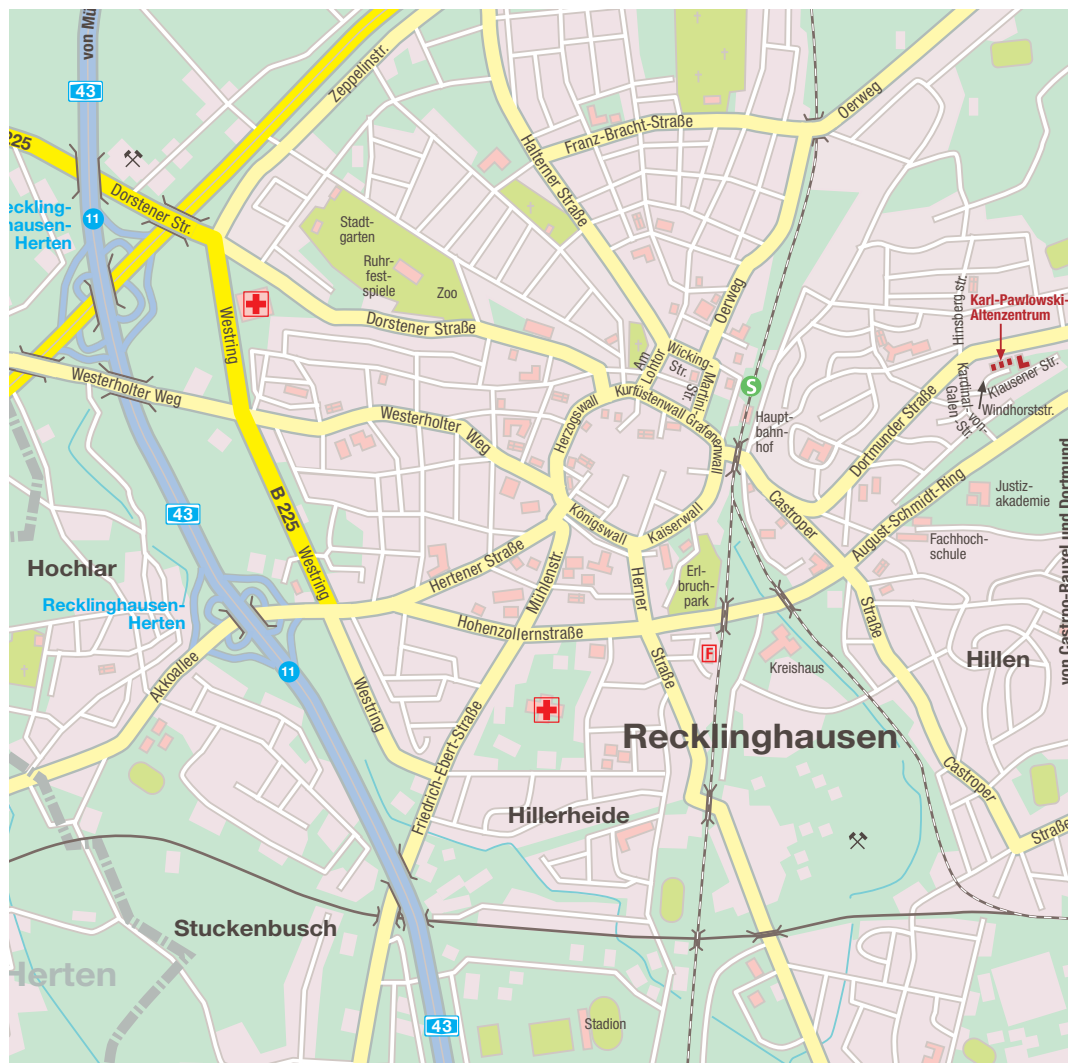 von Mü
43
Zeppelinstr.
Oerweg
Franz-Bracht-Straße
Halterner Straße
225
Dorstener Str.
11
Reckling-
hausen-
Herten
Stadt-
garten
Ruhr-
fest-
spiele
Zoo
Oerweg
Hinsberg str.
Karl-Pawlowski-
Altenzentrum
Westring
Dorstener Straße
Wicking-
Str.
Am
Lohtor
Martini-
Str.
Klausener Str.
Kardinal-von-
Galen-Str.
Windhorststr.
Westerholter Weg
Kurfüstenwall
Grafenwall
S
Haupt-
bahn-
hof
Westerholter
Weg
Herzogswall
Dortmunder Straße
B 225
43
Justiz-
akademie
Castroper
August-Schmidt-Ring
Königswall
Kaiserwall
Fachhoch-
schule
von Castrop-Rauxel und Dortmund
Hochlar
Westring
Hertener Straße
Mühlenstr.
Herner
Erl-
bruch-
park
Recklinghausen-
Herten
Hohenzollernstraße
Straße
Hillen
Akkoallee
11
Straße
F
Kreishaus
Westring
Recklinghausen
Friedrich-Ebert-Straße
Castroper
Straße
Hillerheide
Stuckenbusch
Herten
43
Stadion